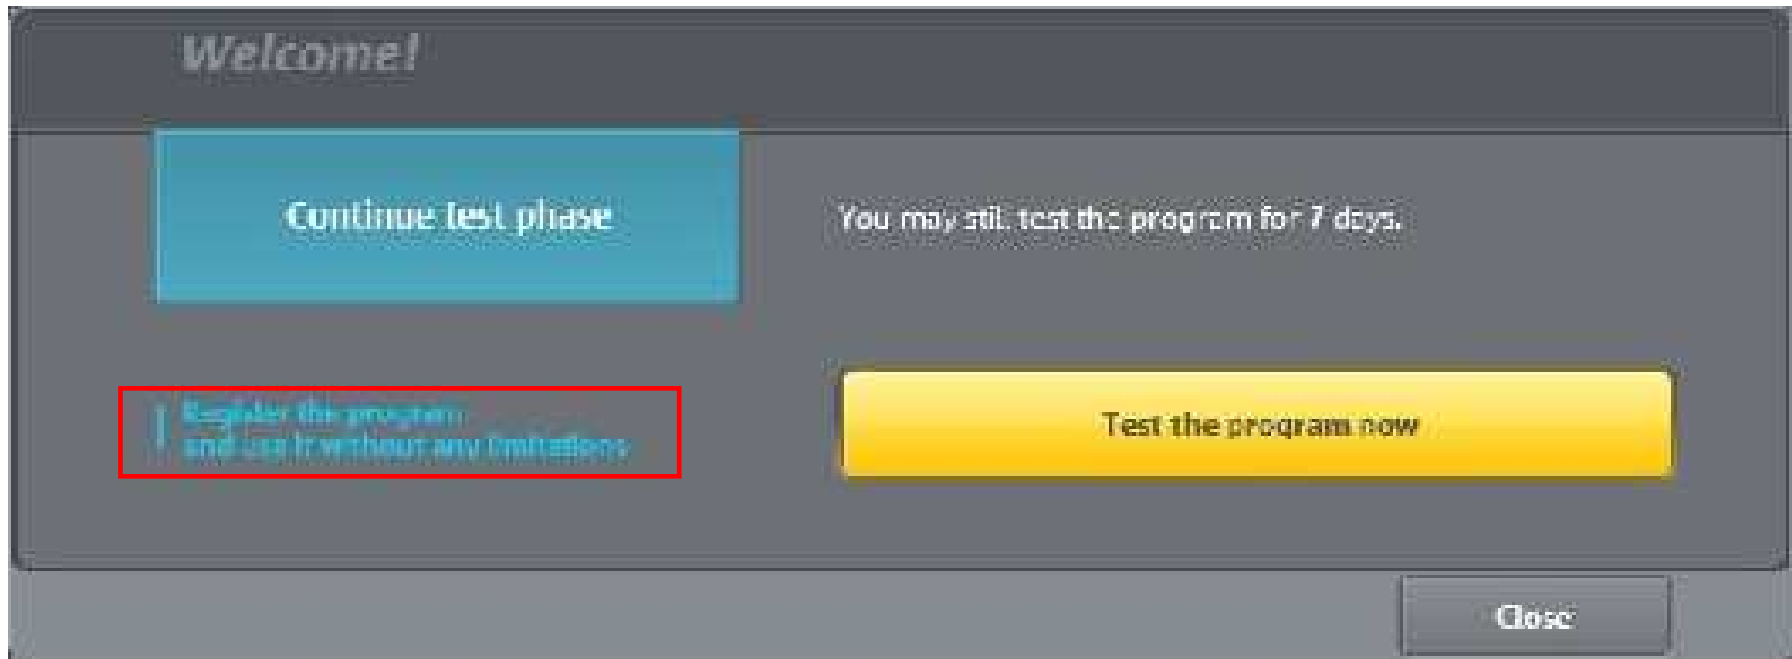 Welcome!
Continue test phase
You may still test the program for 7 days.
Register the program
and use it without any limitations
Test the program now
Close